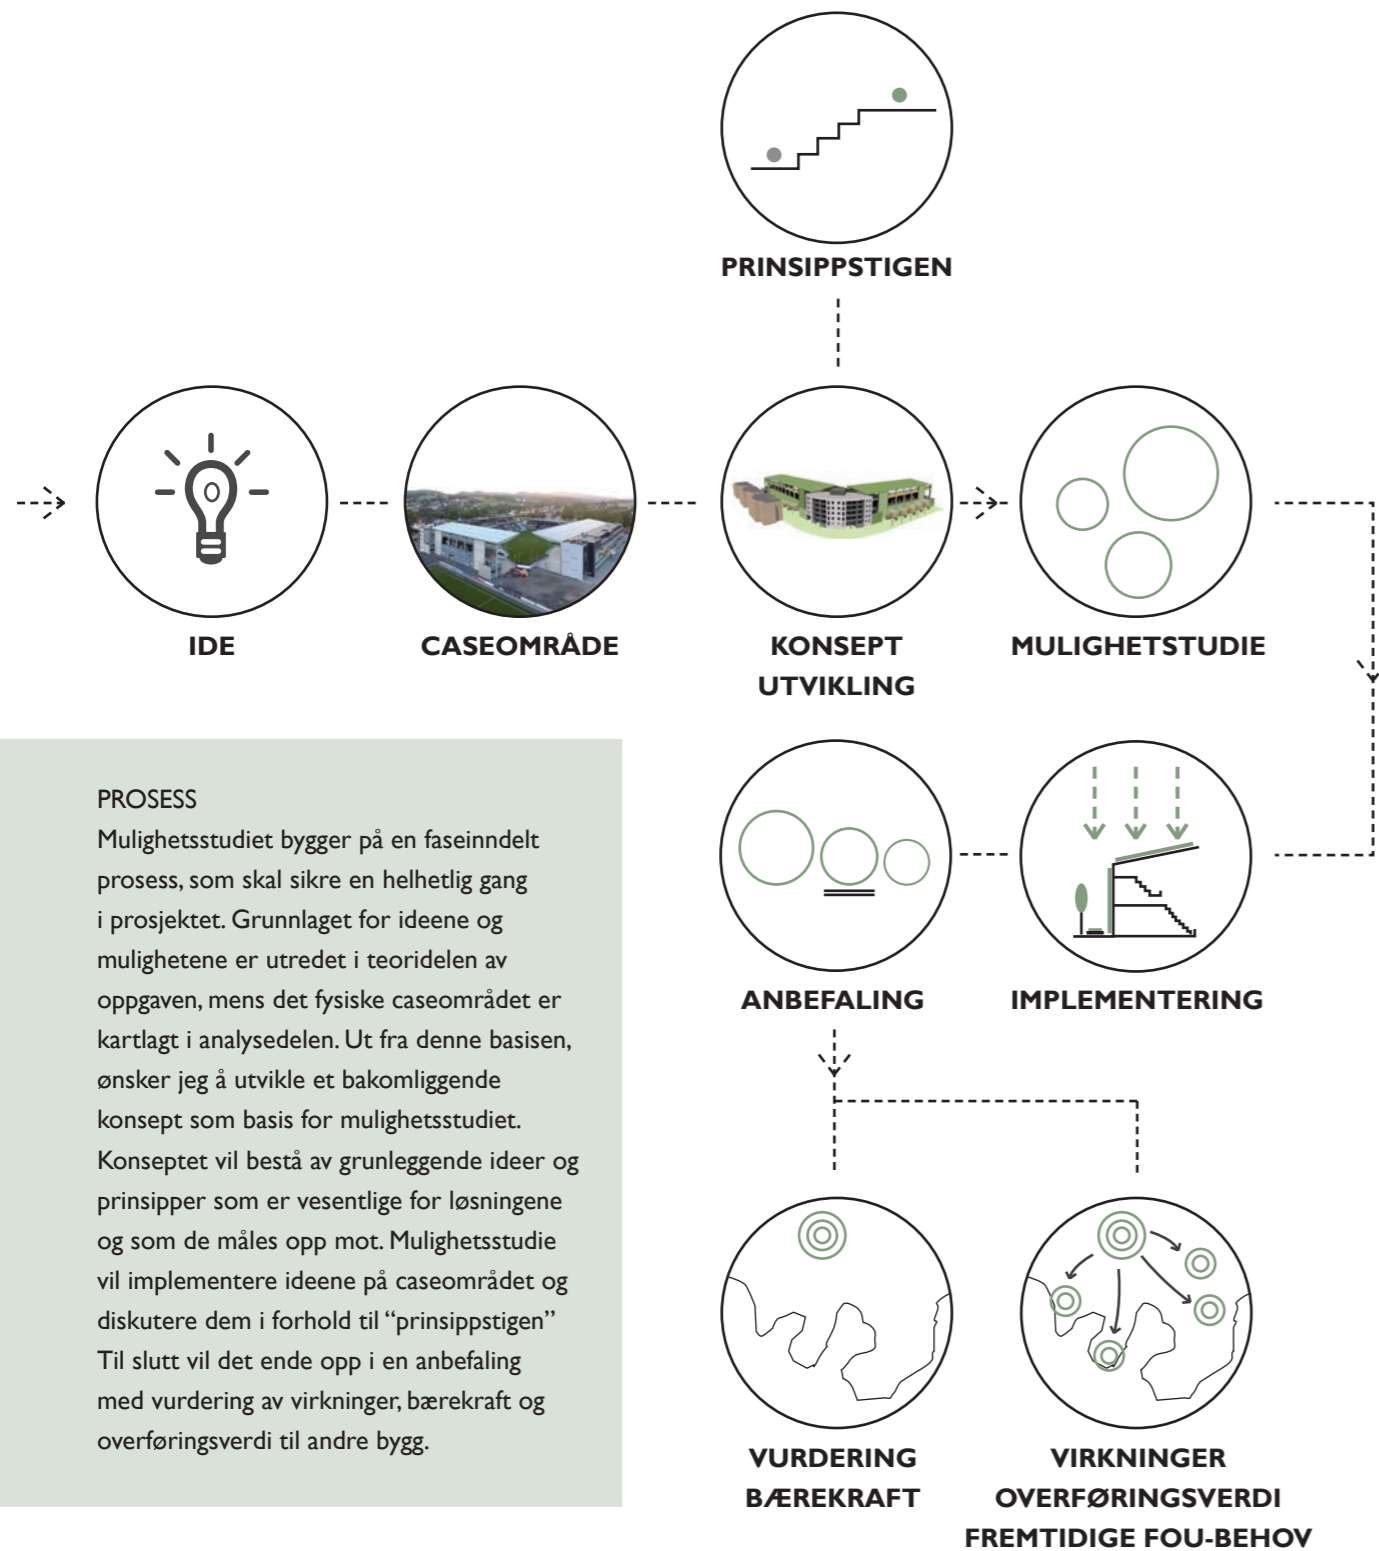 PRINSIPPSTIGEN
IDE
CASEOMRÅDE
KONSEPT
UTVIKLING
MULIGHETSTUDIE
PROSESS
Mulighetsstudiet bygger på en faseinndelt
prosess, som skal sikre en helhetlig gang
i prosjektet. Grunnlaget for ideene og
mulighetene er utredet i teoridelen av
oppgaven, mens det fysiske caseområdet er
kartlagt i analysedelen. Ut fra denne basisen,
ønsker jeg å utvikle et bakomliggende
konsept som basis for mulighetsstudiet.
Konseptet vil bestå av grunleggende ideer og
prinsipper som er vesentlige for løsningene
og som de måles opp mot. Mulighetsstudie
vil implementere ideene på caseområdet og
diskutere dem i forhold til “prinsippstigen”
Til slutt vil det ende opp i en anbefaling
med vurdering av virkninger, bærekraft og
overføringsverdi til andre bygg.
ANBEFALING
IMPLEMENTERING
VURDERING
BÆREKRAFT
VIRKNINGER
OVERFØRINGSVERDI
FREMTIDIGE FOU-BEHOV